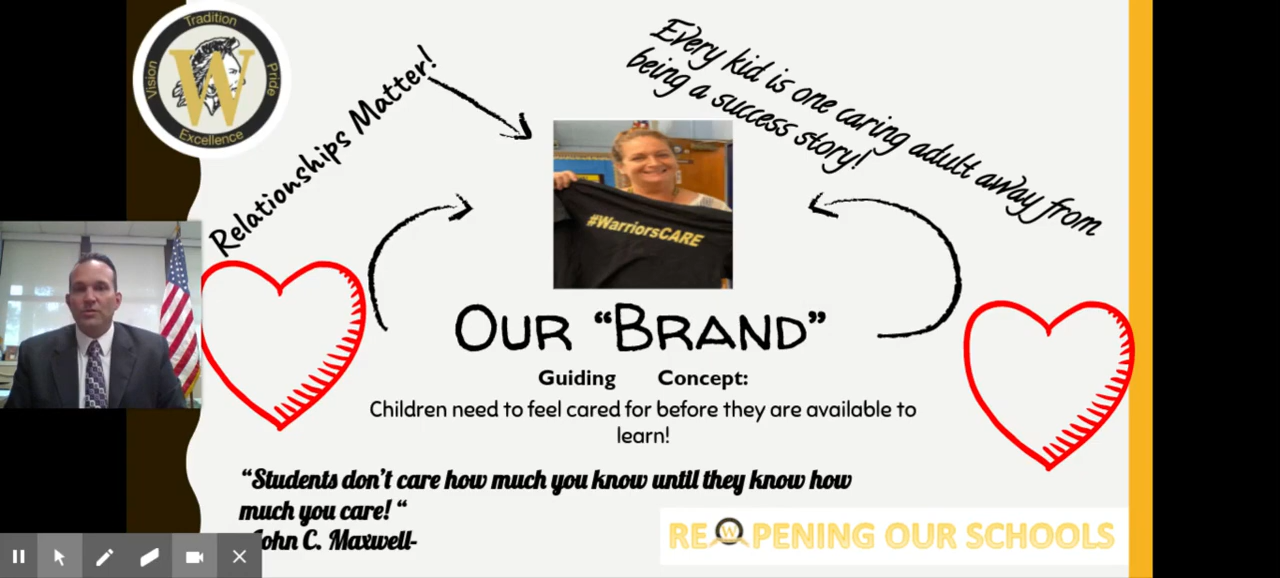 Tradition
Vision
Pride
W
Excellence
Relationships Matter!
Every kid is one caring adult away from
being a success story!
#WarriorsCARE
OUR “BRAND”
Guiding Concept:
Children need to feel cared for before they are available to
learn!
“Students don’t care how much you know until they know how
much you care! “
John C. Maxwell-
REOPENING OUR SCHOOLS